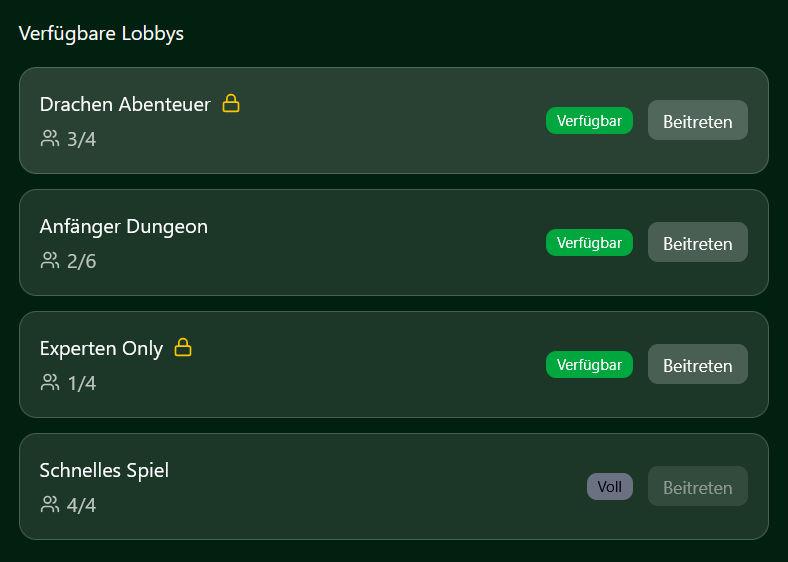 Verfügbare Lobbys
Drachen Abenteuer
3/4
Verfügbar
Beitreten
Anfänger Dungeon
2/6
Verfügbar
Beitreten
Experten Only
1/4
Verfügbar
Beitreten
Schnelles Spiel
4/4
Voll
Beitreten